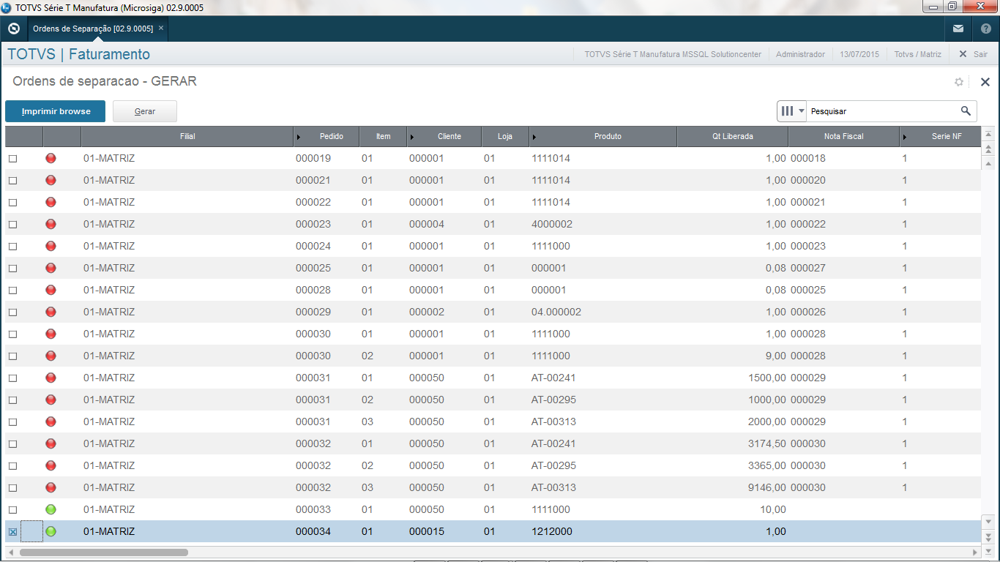 TOTVS Série T Manufatura (Microsiga) 02.9.0005
Ordens de Separação [02.9.0005]
TOTVS | Faturamento
TOTVS Série T Manufatura MSSQL Solutioncenter Administrador 13/07/2015 Totvs / Matriz Sair
Ordens de separacao - GERAR
Imprimir browse Gerar Pesquisar
Filial Pedido Item Cliente Loja Produto Qt Liberada Nota Fiscal Serie NF
01-MATRIZ 000019 01 000001 01 1111014 1,00 000018 1
01-MATRIZ 000021 01 000001 01 1111014 1,00 000020 1
01-MATRIZ 000022 01 000001 01 1111014 1,00 000021 1
01-MATRIZ 000023 01 000004 01 4000002 1,00 000022 1
01-MATRIZ 000024 01 000001 01 1111000 1,00 000023 1
01-MATRIZ 000025 01 000001 01 000001 0,08 000027 1
01-MATRIZ 000028 01 000001 01 000001 0,08 000025 1
01-MATRIZ 000029 01 000002 01 04.000002 1,00 000026 1
01-MATRIZ 000030 01 000001 01 1111000 1,00 000028 1
01-MATRIZ 000030 02 000001 01 1111000 9,00 000028 1
01-MATRIZ 000031 01 000050 01 AT-00241 1500,00 000029 1
01-MATRIZ 000031 02 000050 01 AT-00295 1000,00 000029 1
01-MATRIZ 000031 03 000050 01 AT-00313 2000,00 000029 1
01-MATRIZ 000032 01 000050 01 AT-00241 3174,50 000030 1
01-MATRIZ 000032 02 000050 01 AT-00295 3365,00 000030 1
01-MATRIZ 000032 03 000050 01 AT-00313 9146,00 000030 1
01-MATRIZ 000033 01 000050 01 1111000 10,00
01-MATRIZ 000034 01 000015 01 1212000 1,00